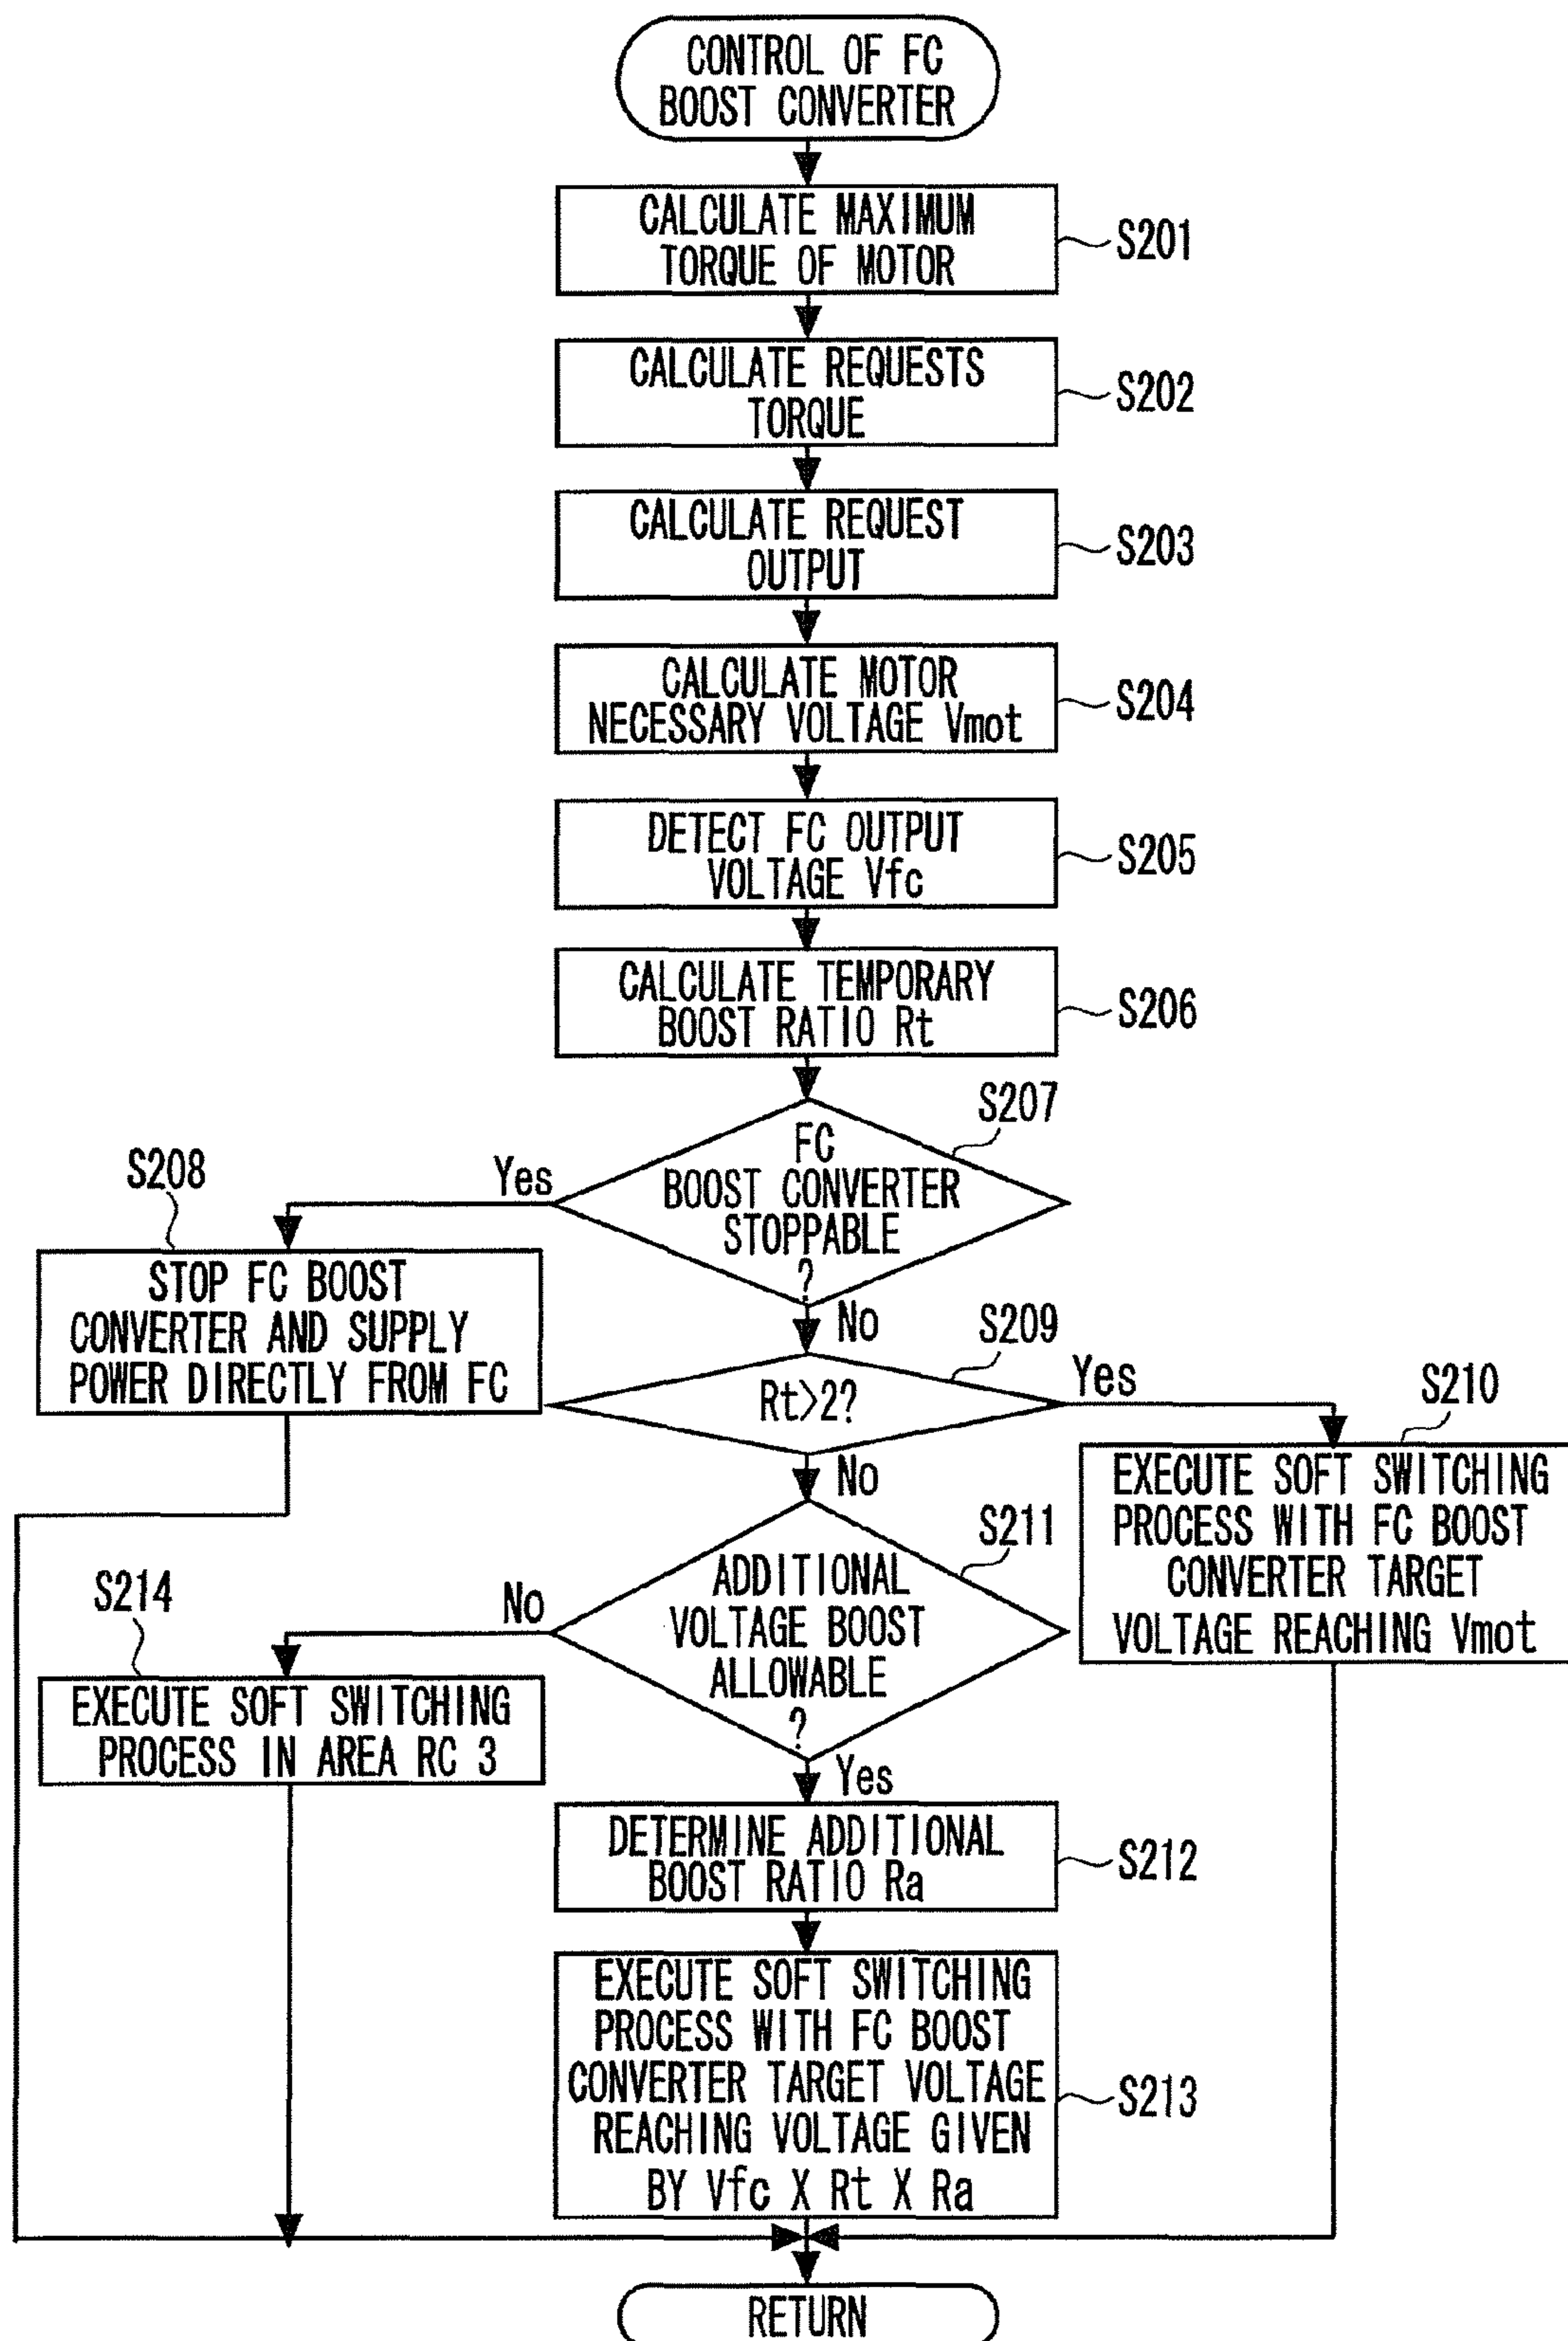 CONTROL OF FC
BOOST CONVERTER
CALCULATE MAXIMUM
TORQUE OF MOTOR
S201
CALCULATE REQUESTS
TORQUE
S202
CALCULATE REQUEST
OUTPUT
S203
CALCULATE MOTOR
NECESSARY VOLTAGE Vmot
S204
DETECT FC OUTPUT
VOLTAGE Vfc
S205
CALCULATE TEMPORARY
BOOST RATIO Rt
S206
S207
FC
BOOST CONVERTER
STOPPABLE
?
Yes
S208
STOP FC BOOST
CONVERTER AND SUPPLY
POWER DIRECTLY FROM FC
No
S209
Rt>2?
Yes
S210
EXECUTE SOFT SWITCHING
PROCESS WITH FC BOOST
CONVERTER TARGET
VOLTAGE REACHING Vmot
No
S211
ADDITIONAL
VOLTAGE BOOST
ALLOWABLE
?
No
S214
EXECUTE SOFT SWITCHING
PROCESS IN AREA RC 3
Yes
DETERMINE ADDITIONAL
BOOST RATIO Ra
S212
EXECUTE SOFT SWITCHING
PROCESS WITH FC BOOST
CONVERTER TARGET VOLTAGE
REACHING VOLTAGE GIVEN
BY Vfc X Rt X Ra
S213
RETURN